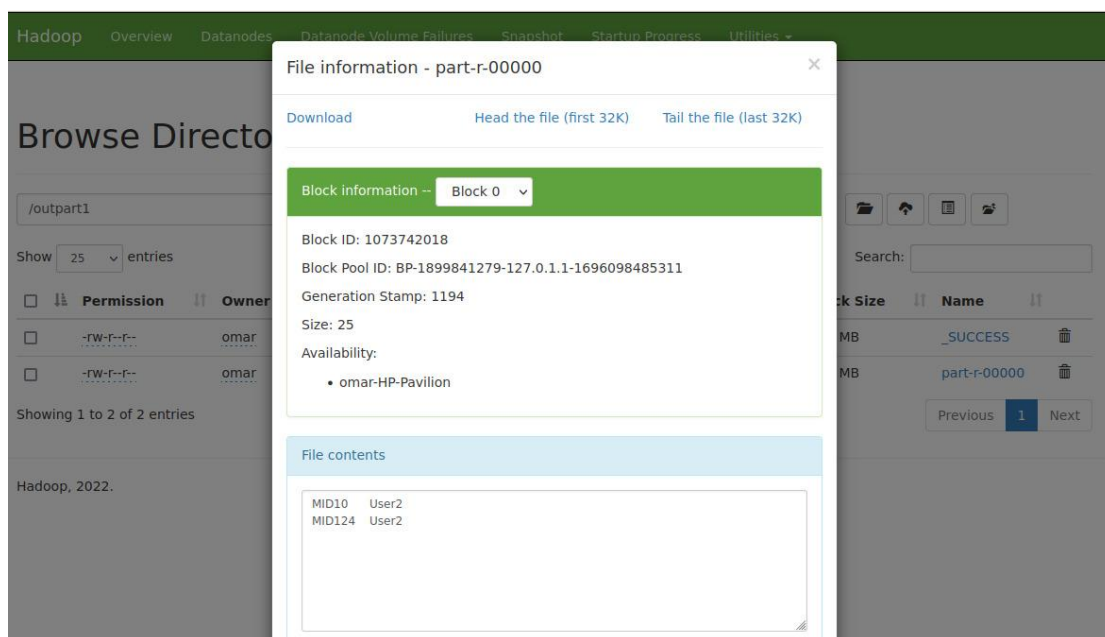 Hadoop Overview Datanodes Datanode Volume Failures Snapshot Startup Progress Utilities
File information - part-r-00000 ×
Download Head the file (first 32K) Tail the file (last 32K)
Browse Directo
Block information -- Block 0
/outpart1
Block ID: 1073742018
Show 25 entries Search:
Block Pool ID: BP-1899841279-127.0.1.1-1696098485311
Generation Stamp: 1194
Permission Owner ck Size Name
Size: 25
-rw-r--r-- omar MB _SUCCESS
Availability:
-rw-r--r-- omar MB part-r-00000
• omar-HP-Pavilion
Showing 1 to 2 of 2 entries Previous 1 Next
File contents
Hadoop, 2022.
MID10 User2
MID124 User2